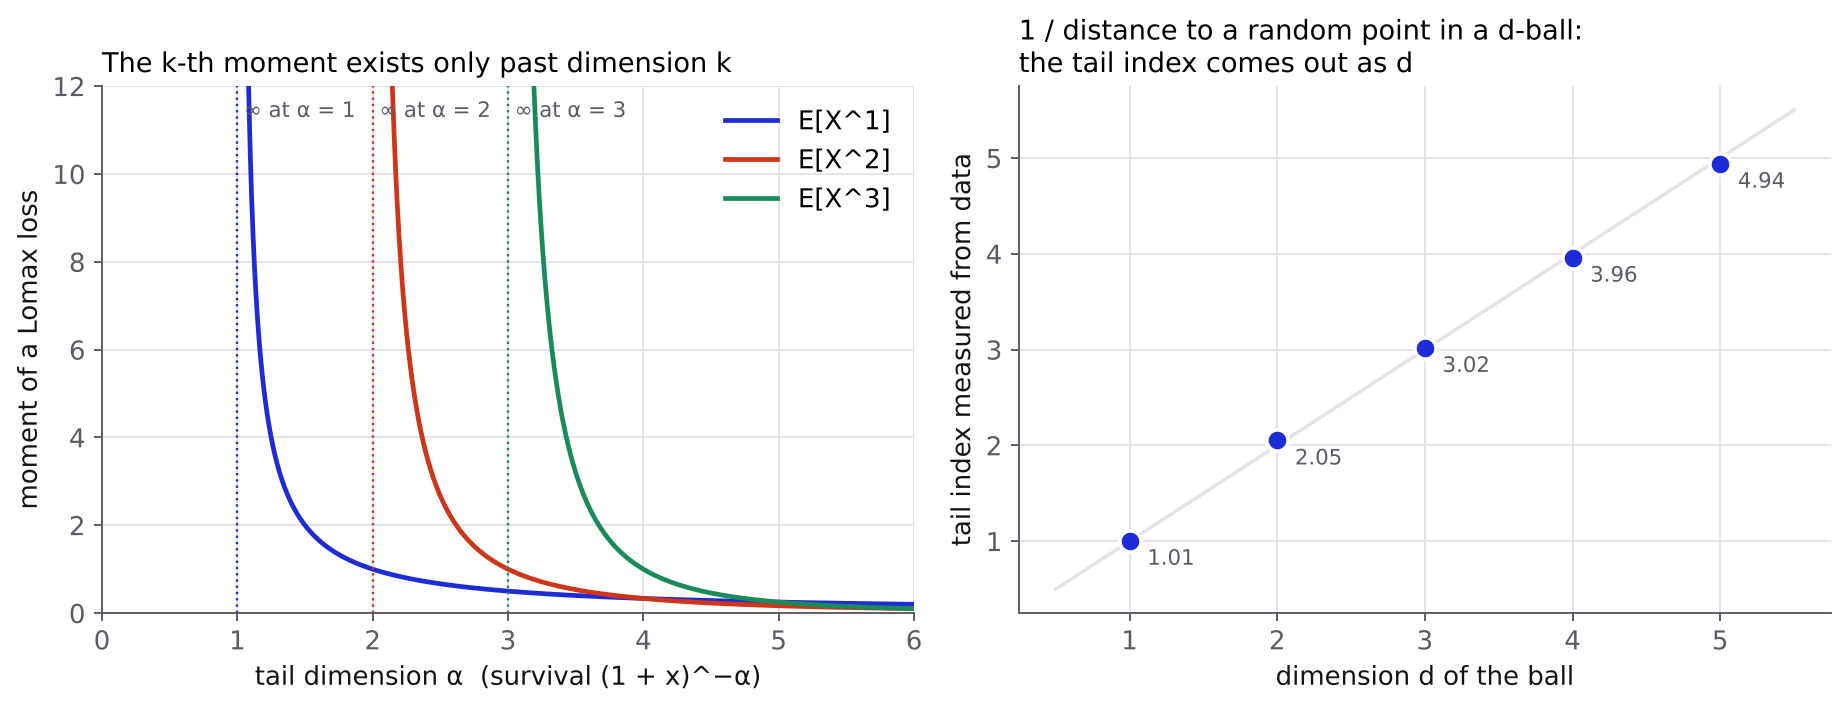 The k-th moment exists only past dimension k
12
10
8
6
4
2
0
moment of a Lomax loss
∞ at α = 1
∞ at α = 2
∞ at α = 3
E[X^1]
E[X^2]
E[X^3]
0 1 2 3 4 5 6
tail dimension α (survival (1 + x)^−α)
1 / distance to a random point in a d-ball:
the tail index comes out as d
5
4
3
2
1
tail index measured from data
4.94
3.96
3.02
2.05
1.01
1 2 3 4 5
dimension d of the ball